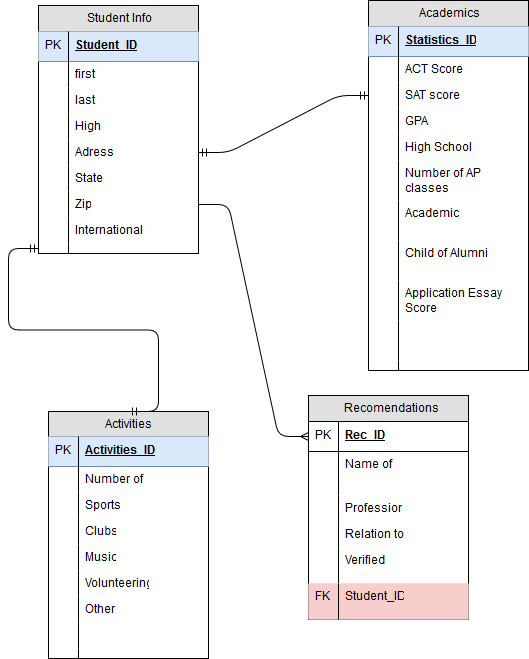 Student Info
PK Student_ID
first
last
High
Adress
State
Zip
International
Academics
PK Statistics_ID
ACT Score
SAT score
GPA
High School
Number of AP
classes
Academic
Child of Alumni
Application Essay
Score
Activities
PK Activities_ID
Number of
Sports
Clubs
Music
Volunteering
Other
Recomendations
PK Rec_ID
Name of
Profession
Relation to
Verified
FK Student_ID